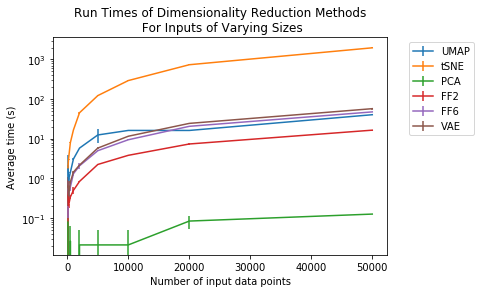 Run Times of Dimensionality Reduction Methods
For Inputs of Varying Sizes
10³
10²
10¹
10⁰
10⁻¹
Average time (s)
0
10000
20000
30000
40000
50000
Number of input data points
UMAP
tSNE
PCA
FF2
FF6
VAE